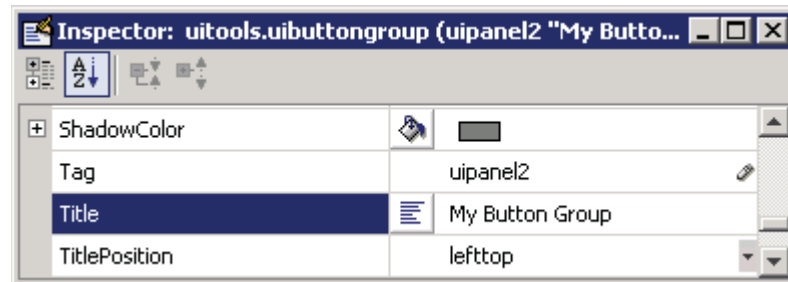 Inspector: uitools.uibuttongroup (uipanel2 "My Butto...
A
Z
ShadowColor
Tag uipanel2
Title My Button Group
TitlePosition lefttop